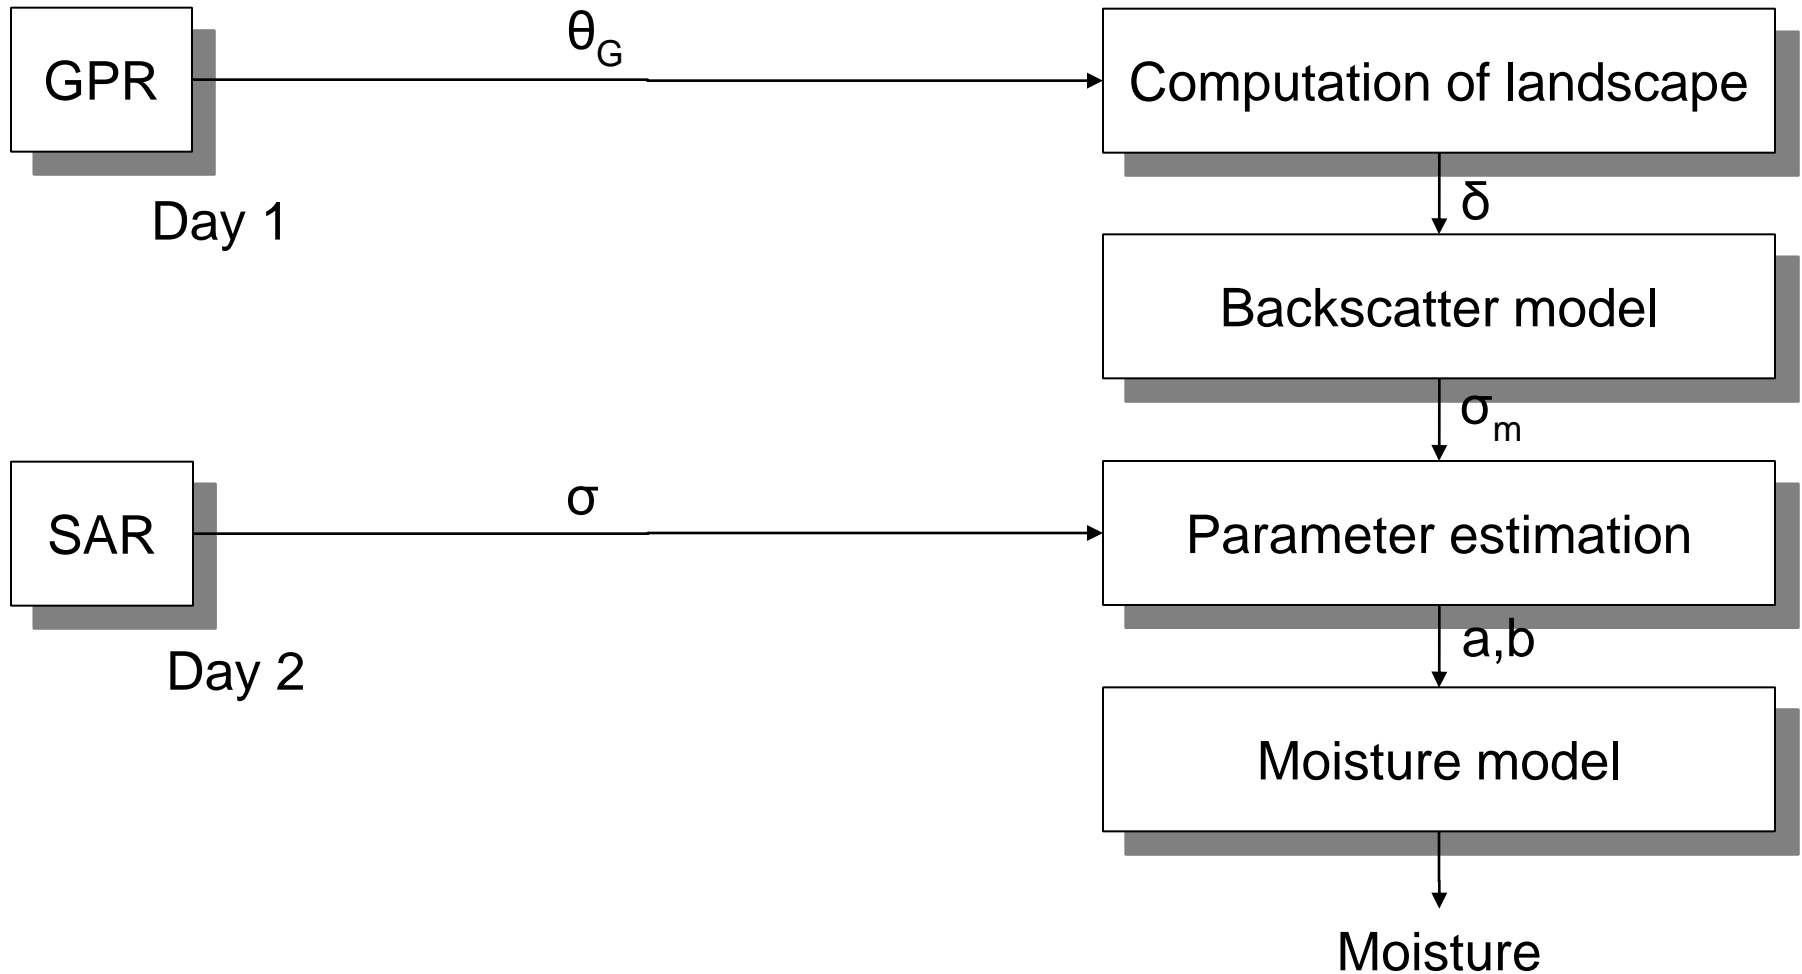 GPR
θG
Computation of landscape
Day 1
δ
Backscatter model
σm
SAR
σ
Parameter estimation
Day 2
a,b
Moisture model
Moisture